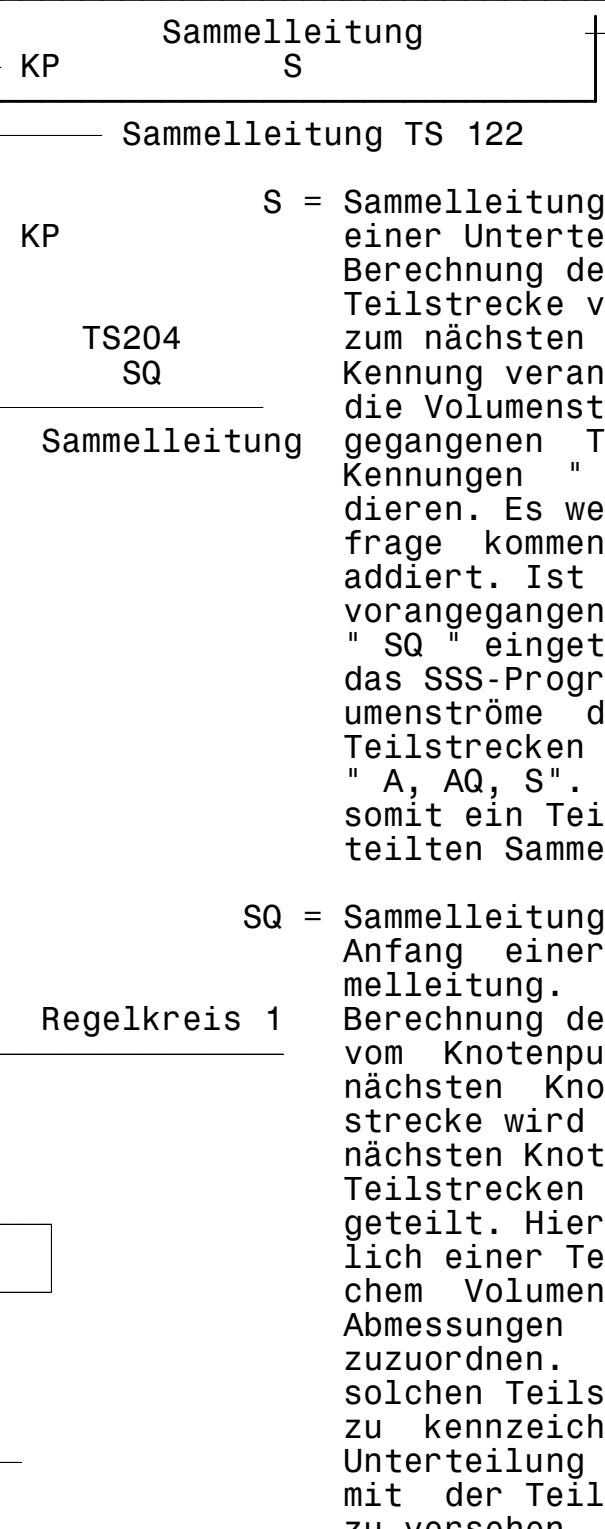 Sammelleitung
KP S
Sammelleitung TS 122
S = Sammelleitung
KP einer Unterte
Berechnung de
Teilstrecke v
TS204 zum nächsten
SQ Kennung veran
die Volumenst
Sammelleitung gegangenen T
Kennungen "
dieren. Es we
frage kommen
addiert. Ist
vorangegangen
" SQ " einget
das SSS-Progr
umenströme d
Teilstrecken
" A, AQ, S".
somit ein Tei
teilten Samme
SQ = Sammelleitung
Anfang einer
melleitung.
Regelkreis 1 Berechnung de
vom Knotenpu
nächsten Kno
strecke wird
nächsten Knot
Teilstrecken
geteilt. Hier
lich einer Te
chem Volumen
Abmessungen
zuzuordnen.
solchen Teils
zu kennzeich
Unterteilung
mit der Teil
zu versehen